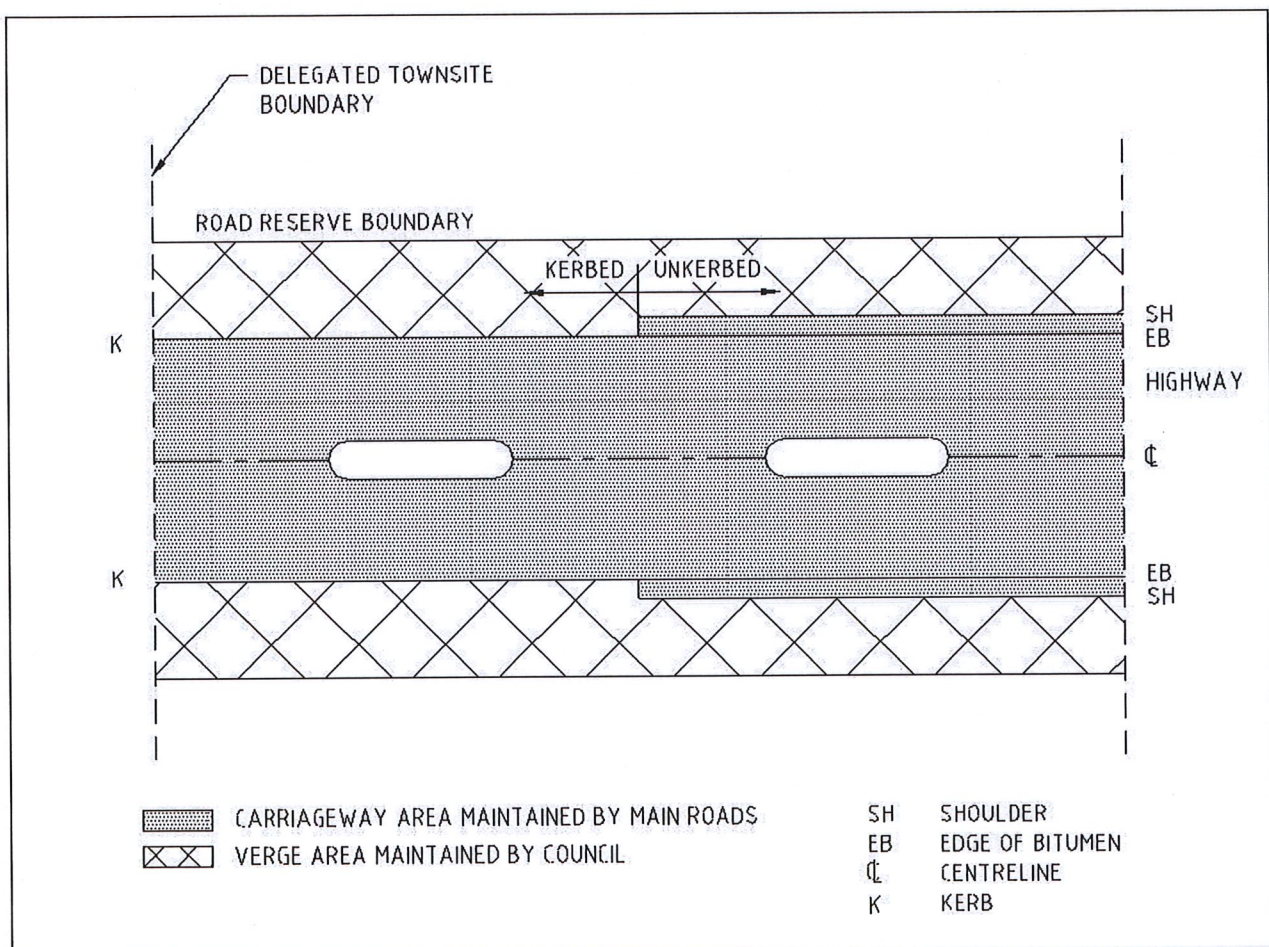 DELEGATED TOWNSITE
BOUNDARY
ROAD RESERVE BOUNDARY
KERBED
UNKERBED
SH
EB
K
HIGHWAY
℄
K
EB
SH
CARRIAGEWAY AREA MAINTAINED BY MAIN ROADS
VERGE AREA MAINTAINED BY COUNCIL
SH SHOULDER
EB EDGE OF BITUMEN
℄ CENTRELINE
K KERB